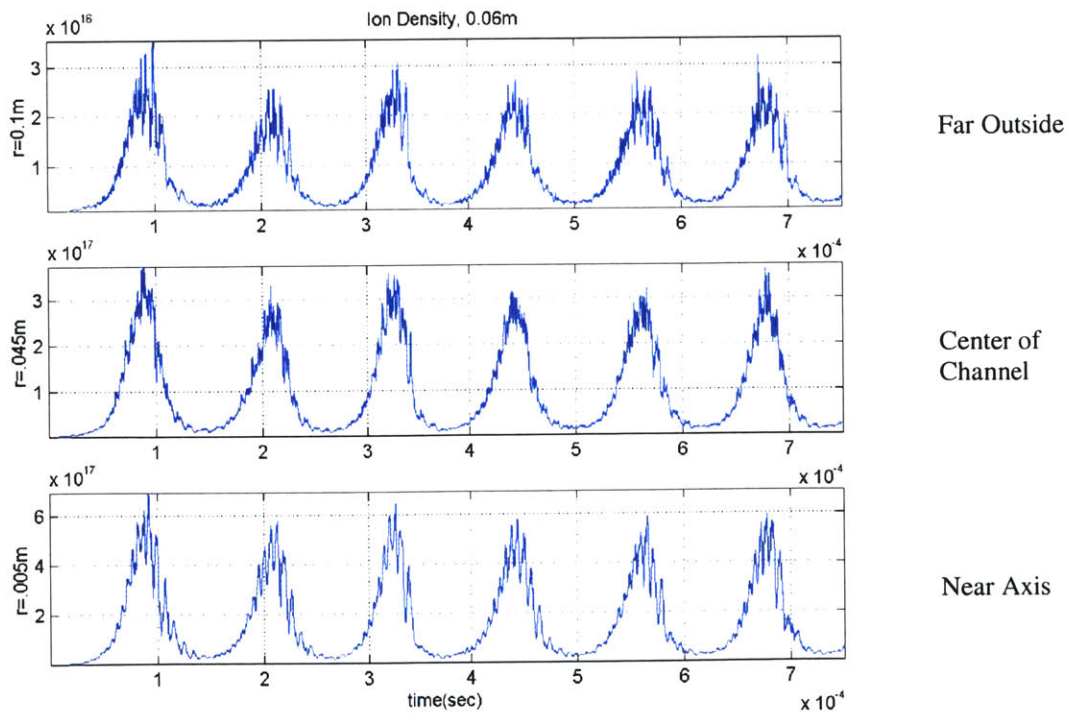 Ion Density, 0.06m
x 10^16
r=0.1m
3
2
1
1 2 3 4 5 6 7
x 10^-4
Far Outside
x 10^17
r=.045m
3
2
1
1 2 3 4 5 6 7
x 10^-4
Center of
Channel
x 10^17
r=.005m
6
4
2
1 2 3 4 5 6 7
time(sec)
x 10^-4
Near Axis